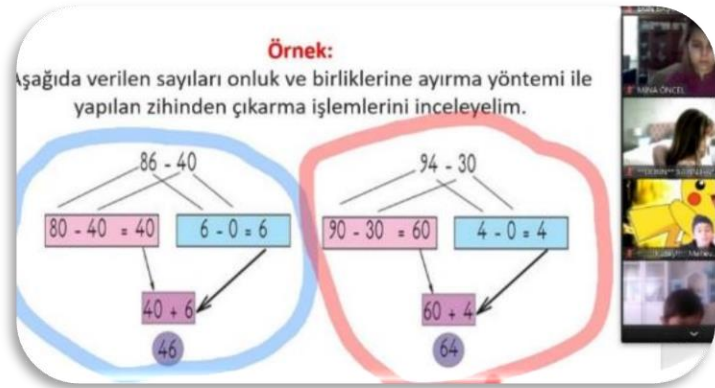 Örnek:
Aşağıda verilen sayıları onluk ve birliklerine ayırma yöntemi ile
yapılan zihinden çıkarma işlemlerini inceleyelim.
86 - 40
80 - 40 = 40
6 - 0 = 6
40 + 6
46
94 - 30
90 - 30 = 60
4 - 0 = 4
60 + 4
64
MİNA ÖNCEL